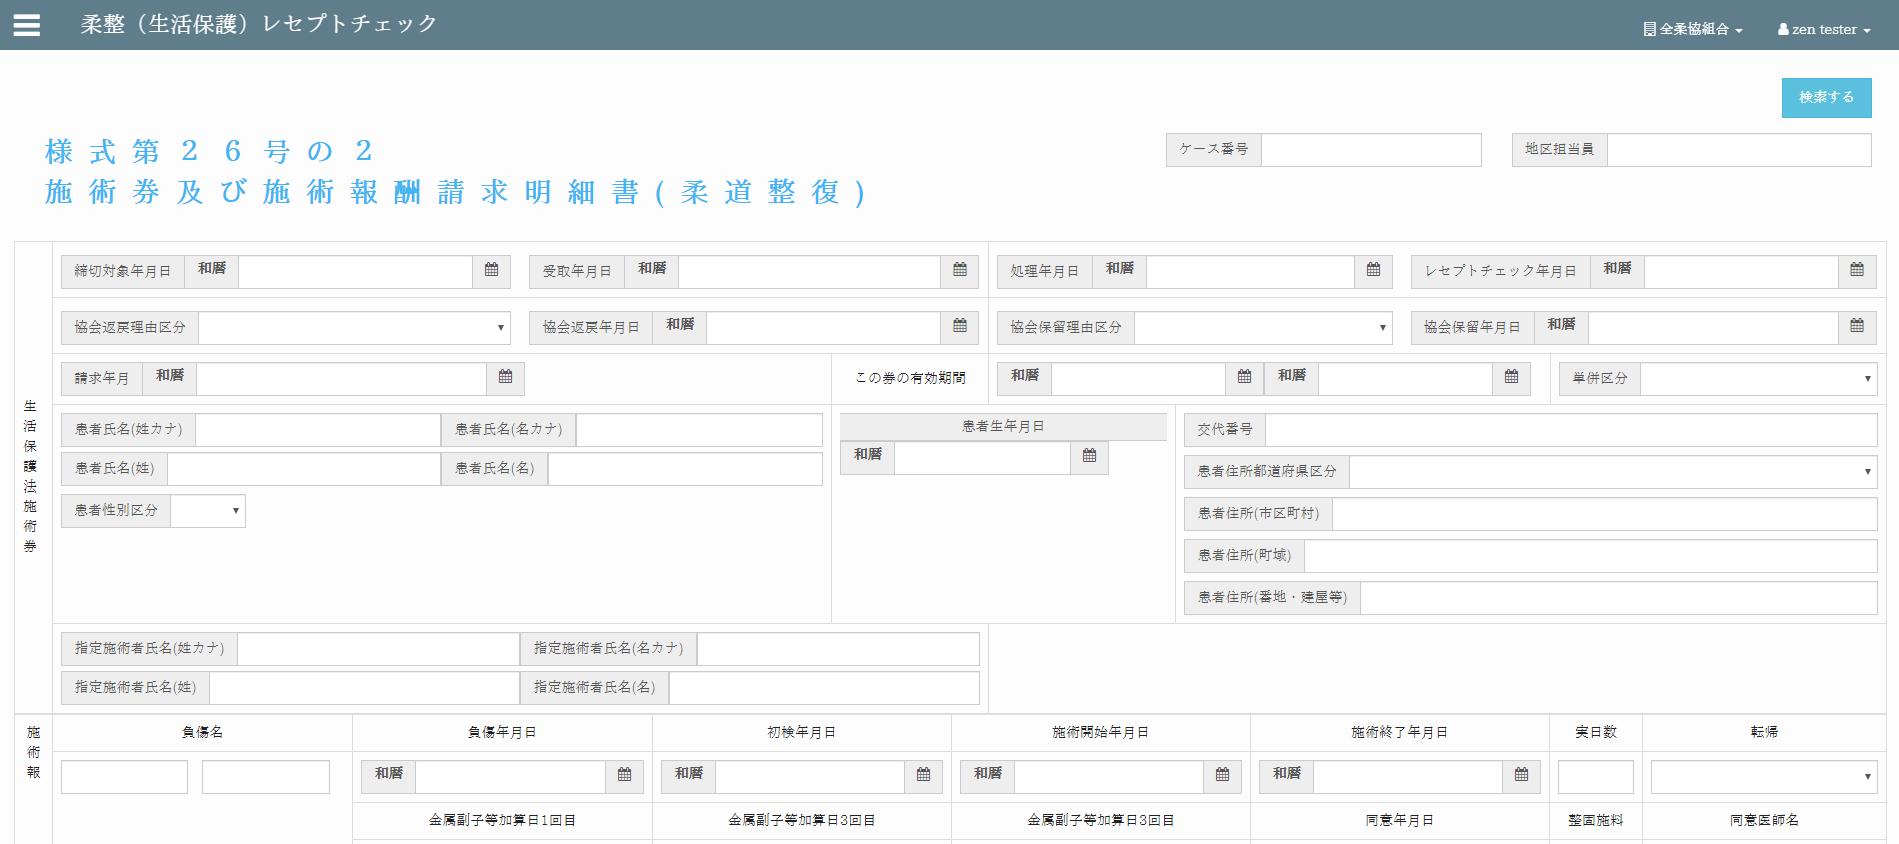 柔整（生活保護）レセプトチェック
全柔協組合
zen tester
検索する
様式第２６号の２
ケース番号
地区担当員
施術券及び施術報酬請求明細書(柔道整復)
締切対象年月日 和暦
受取年月日 和暦
処理年月日 和暦
レセプトチェック年月日 和暦
協会返戻理由区分
協会返戻年月日 和暦
協会保留理由区分
協会保留年月日 和暦
請求年月 和暦
この券の有効期間
和暦
和暦
単併区分
生活保護法施術券
患者氏名(姓カナ)
患者氏名(名カナ)
患者氏名(姓)
患者氏名(名)
患者性別区分
患者生年月日
和暦
交代番号
患者住所都道府県区分
患者住所(市区町村)
患者住所(町域)
患者住所(番地・建屋等)
指定施術者氏名(姓カナ)
指定施術者氏名(名カナ)
指定施術者氏名(姓)
指定施術者氏名(名)
施術報
負傷名
負傷年月日
初検年月日
施術開始年月日
施術終了年月日
実日数
転帰
和暦
和暦
和暦
和暦
金属副子等加算日1回目
金属副子等加算日3回目
金属副子等加算日3回目
同意年月日
整固施料
同意医師名